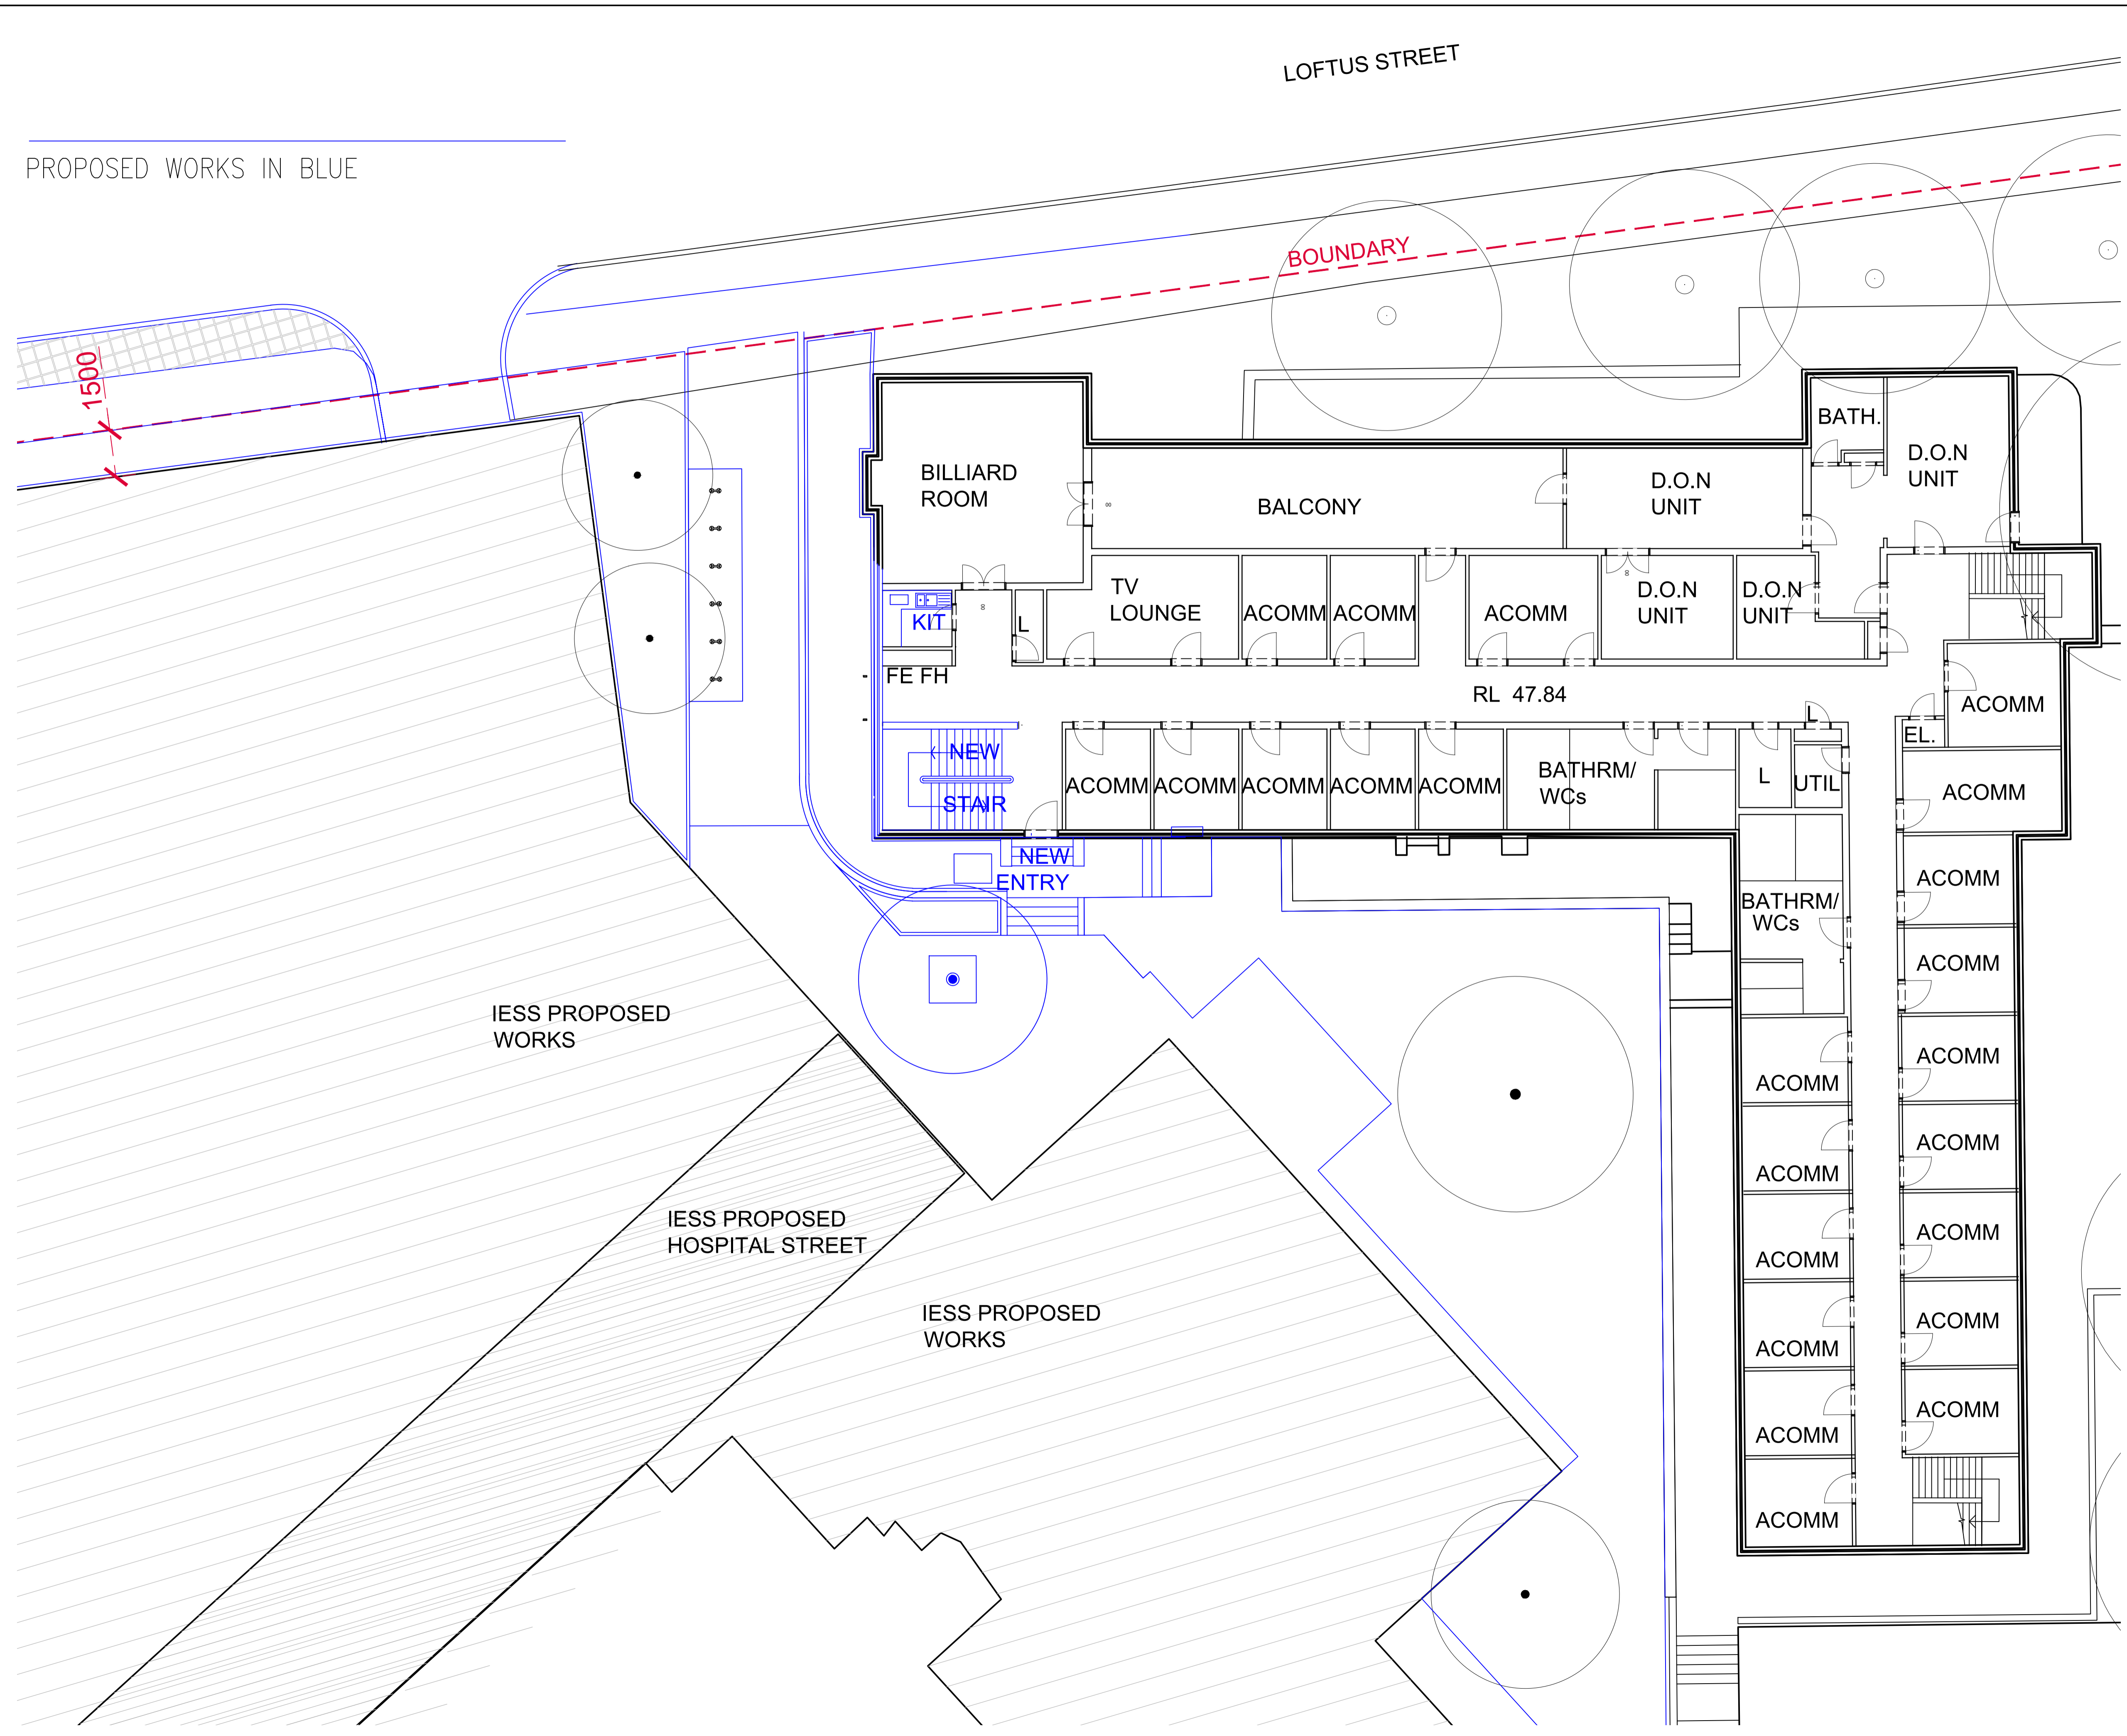 LOFTUS STREET
PROPOSED WORKS IN BLUE
BOUNDARY
1500
BATH.
D.O.N
UNIT
BILLIARD
ROOM
BALCONY
D.O.N
UNIT
TV
LOUNGE
ACOMM
ACOMM
ACOMM
D.O.N
UNIT
D.O.N
UNIT
KIT
L
FE FH
RL 47.84
ACOMM
L
EL.
NEW
STAIR
ACOMM
ACOMM
ACOMM
ACOMM
ACOMM
BATHRM/
WCs
L
UTIL
ACOMM
NEW
ENTRY
ACOMM
BATHRM/
WCs
ACOMM
IESS PROPOSED
WORKS
ACOMM
ACOMM
ACOMM
ACOMM
IESS PROPOSED
HOSPITAL STREET
ACOMM
ACOMM
IESS PROPOSED
WORKS
ACOMM
ACOMM
ACOMM
ACOMM
ACOMM